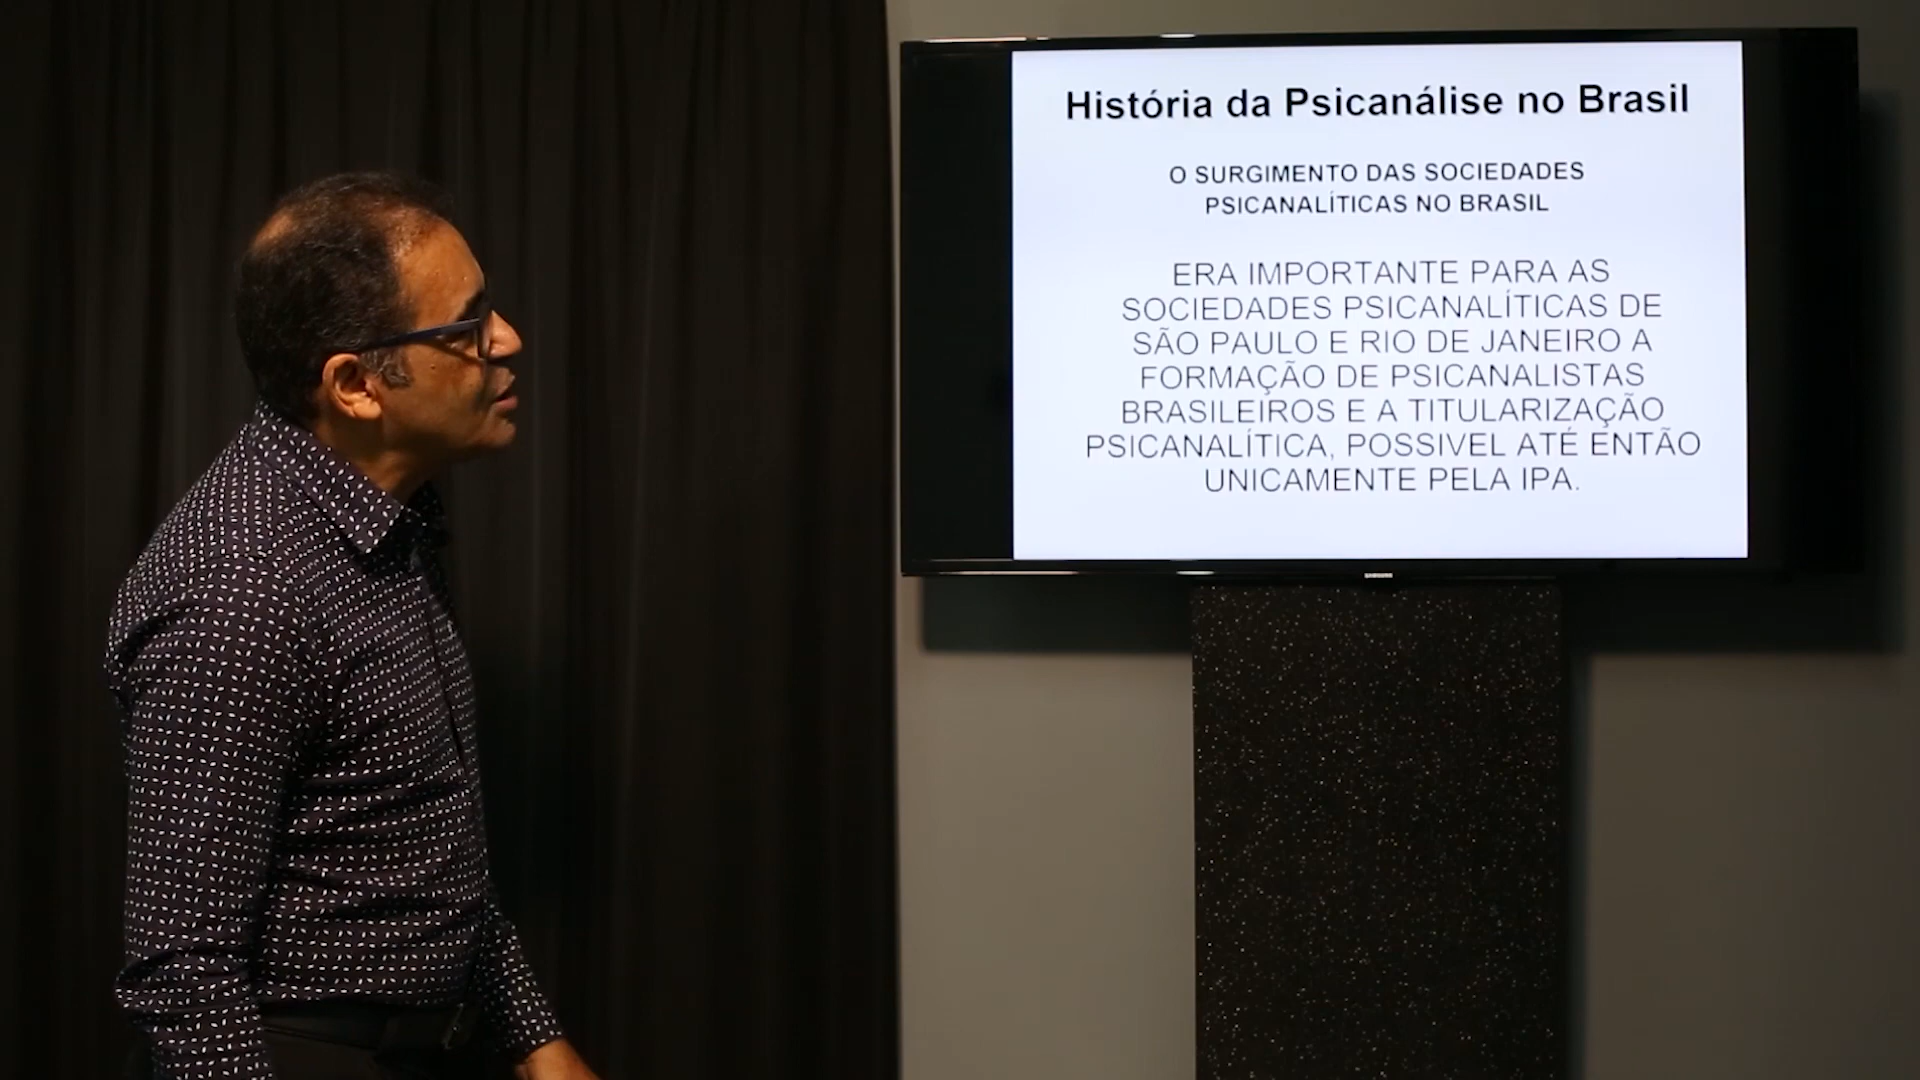 História da Psicanálise no Brasil
O SURGIMENTO DAS SOCIEDADES
PSICANALÍTICAS NO BRASIL
ERA IMPORTANTE PARA AS
SOCIEDADES PSICANALÍTICAS DE
SÃO PAULO E RIO DE JANEIRO A
FORMAÇÃO DE PSICANALISTAS
BRASILEIROS E A TITULARIZAÇÃO
PSICANALÍTICA, POSSIVEL ATÉ ENTÃO
UNICAMENTE PELA IPA.
SAMSUNG